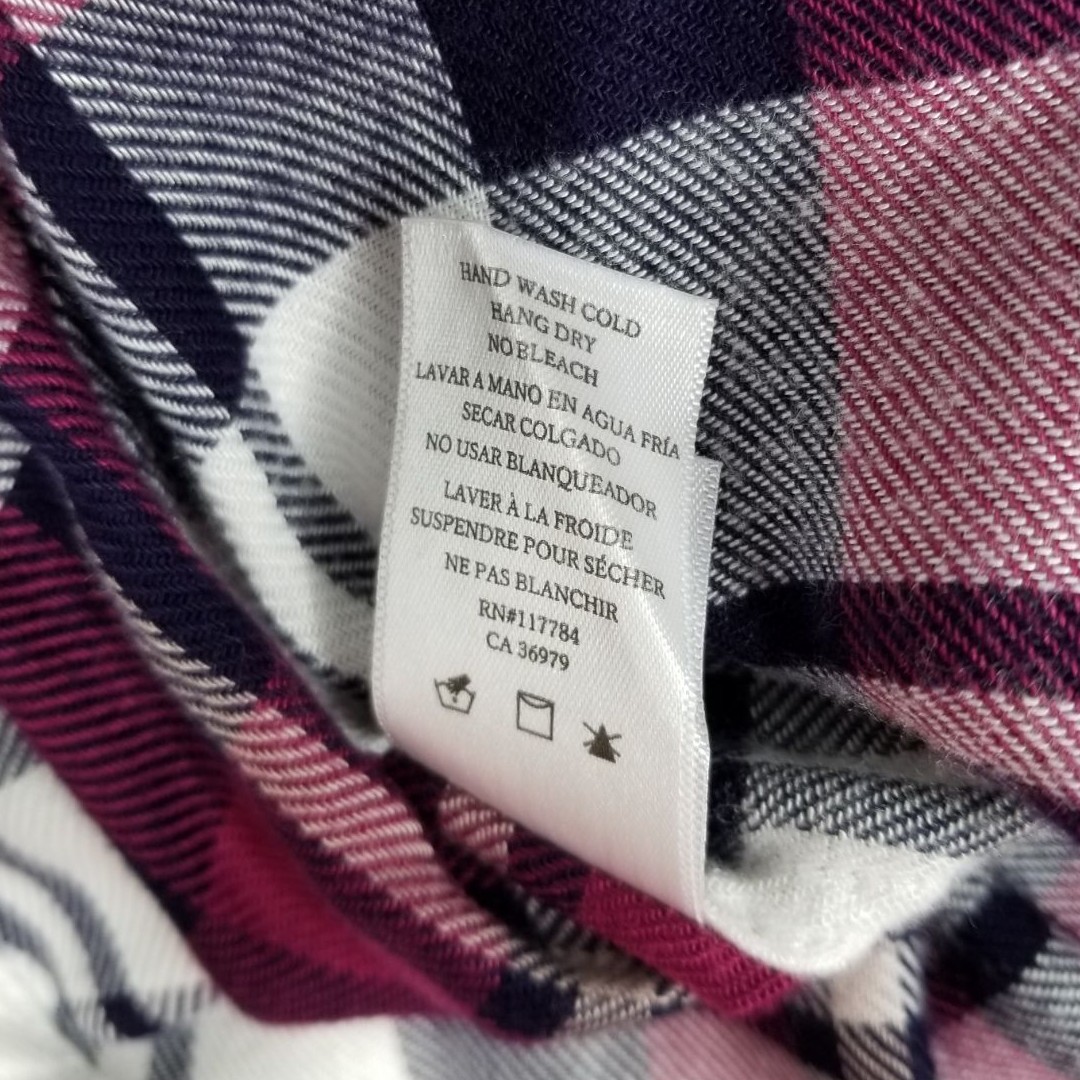 HAND WASH COLD
HANG DRY
NO BLEACH
LAVAR A MANO EN AGUA FRÍA
SECAR COLGADO
NO USAR BLANQUEADOR
LAVER À LA FROIDE
SUSPENDRE POUR SÉCHER
NE PAS BLANCHIR
RN#117784
CA 36979